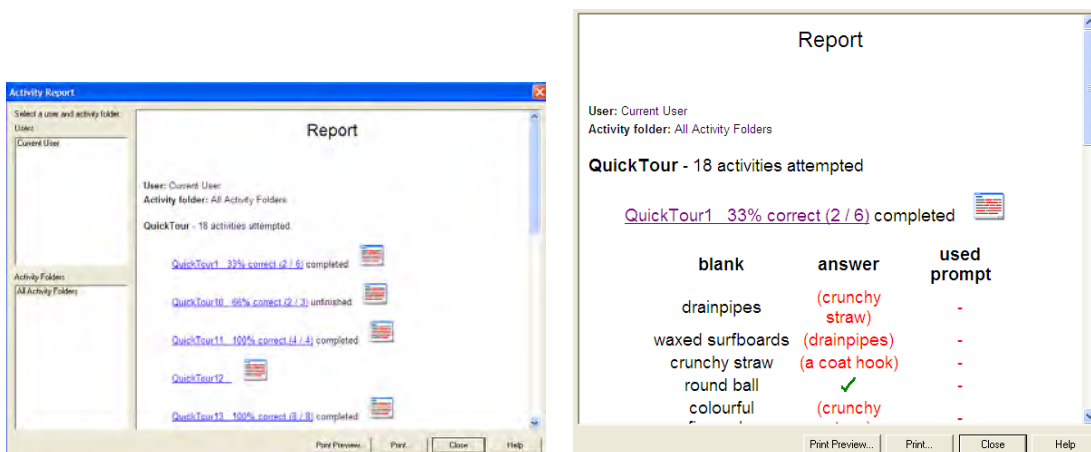 Activity Report
Select a user and activity folder.
Users
Current User
Activity Folders
All Activity Folders
Report
User: Current User
Activity folder: All Activity Folders
QuickTour - 18 activities attempted.
QuickTour1 33% correct (2 / 6) completed
QuickTour10 66% correct (2 / 3) unfinished
QuickTour11 100% correct (4 / 4) completed
QuickTour12
QuickTour13 100% correct (8 / 8) completed
Print Preview... Print... Close Help
Report
User: Current User
Activity folder: All Activity Folders
QuickTour - 18 activities attempted
QuickTour1 33% correct (2 / 6) completed
blank answer used prompt
drainpipes (crunchy straw) -
waxed surfboards (drainpipes) -
crunchy straw (a coat hook) -
round ball ✓ -
colourful (crunchy -
Print Preview... Print... Close Help